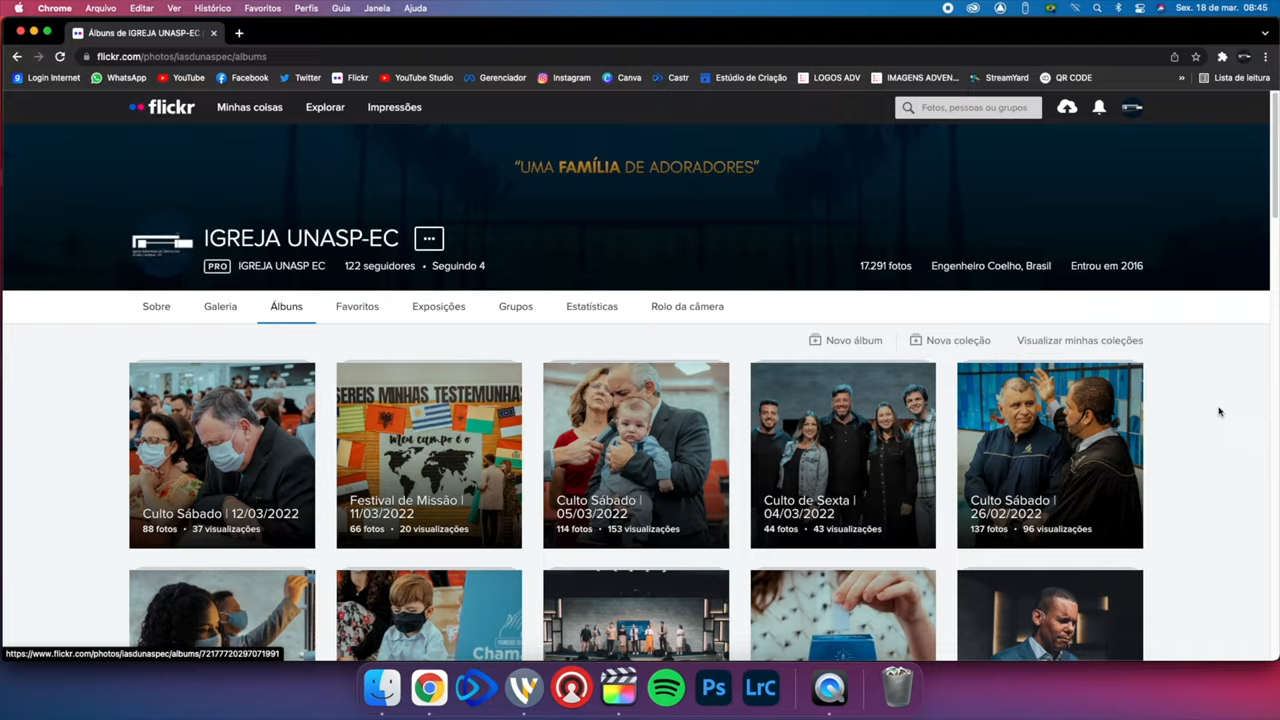 Chrome Arquivo Editar Ver Histórico Favoritos Perfis Guia Janela Ajuda Sex. 18 de mar. 08:45
Álbuns de IGREJA UNASP-EC |
flickr.com/photos/iasdunaspec/albums
Login Internet WhatsApp YouTube Facebook Twitter Flickr YouTube Studio Gerenciador Instagram Canva Castr Estúdio de Criação LOGOS ADV IMAGENS ADVEN... StreamYard QR CODE » Lista de leitura
flickr Minhas coisas Explorar Impressões Fotos, pessoas ou grupos
“UMA FAMÍLIA DE ADORADORES”
IGREJA UNASP-EC
PRO IGREJA UNASP EC 122 seguidores • Seguindo 4 17.291 fotos Engenheiro Coelho, Brasil Entrou em 2016
Sobre Galeria Álbuns Favoritos Exposições Grupos Estatísticas Rolo da câmera
Novo álbum Nova coleção Visualizar minhas coleções
SEREIS MINHAS TESTEMUNHAS
Meu campo é o
Culto Sábado | 12/03/2022
88 fotos • 37 visualizações
Festival de Missão |
11/03/2022
66 fotos • 20 visualizações
Culto Sábado |
05/03/2022
114 fotos • 153 visualizações
Culto de Sexta |
04/03/2022
44 fotos • 43 visualizações
Culto Sábado |
26/02/2022
137 fotos • 96 visualizações
https://www.flickr.com/photos/iasdunaspec/albums/72177720297071991
Ps LrC